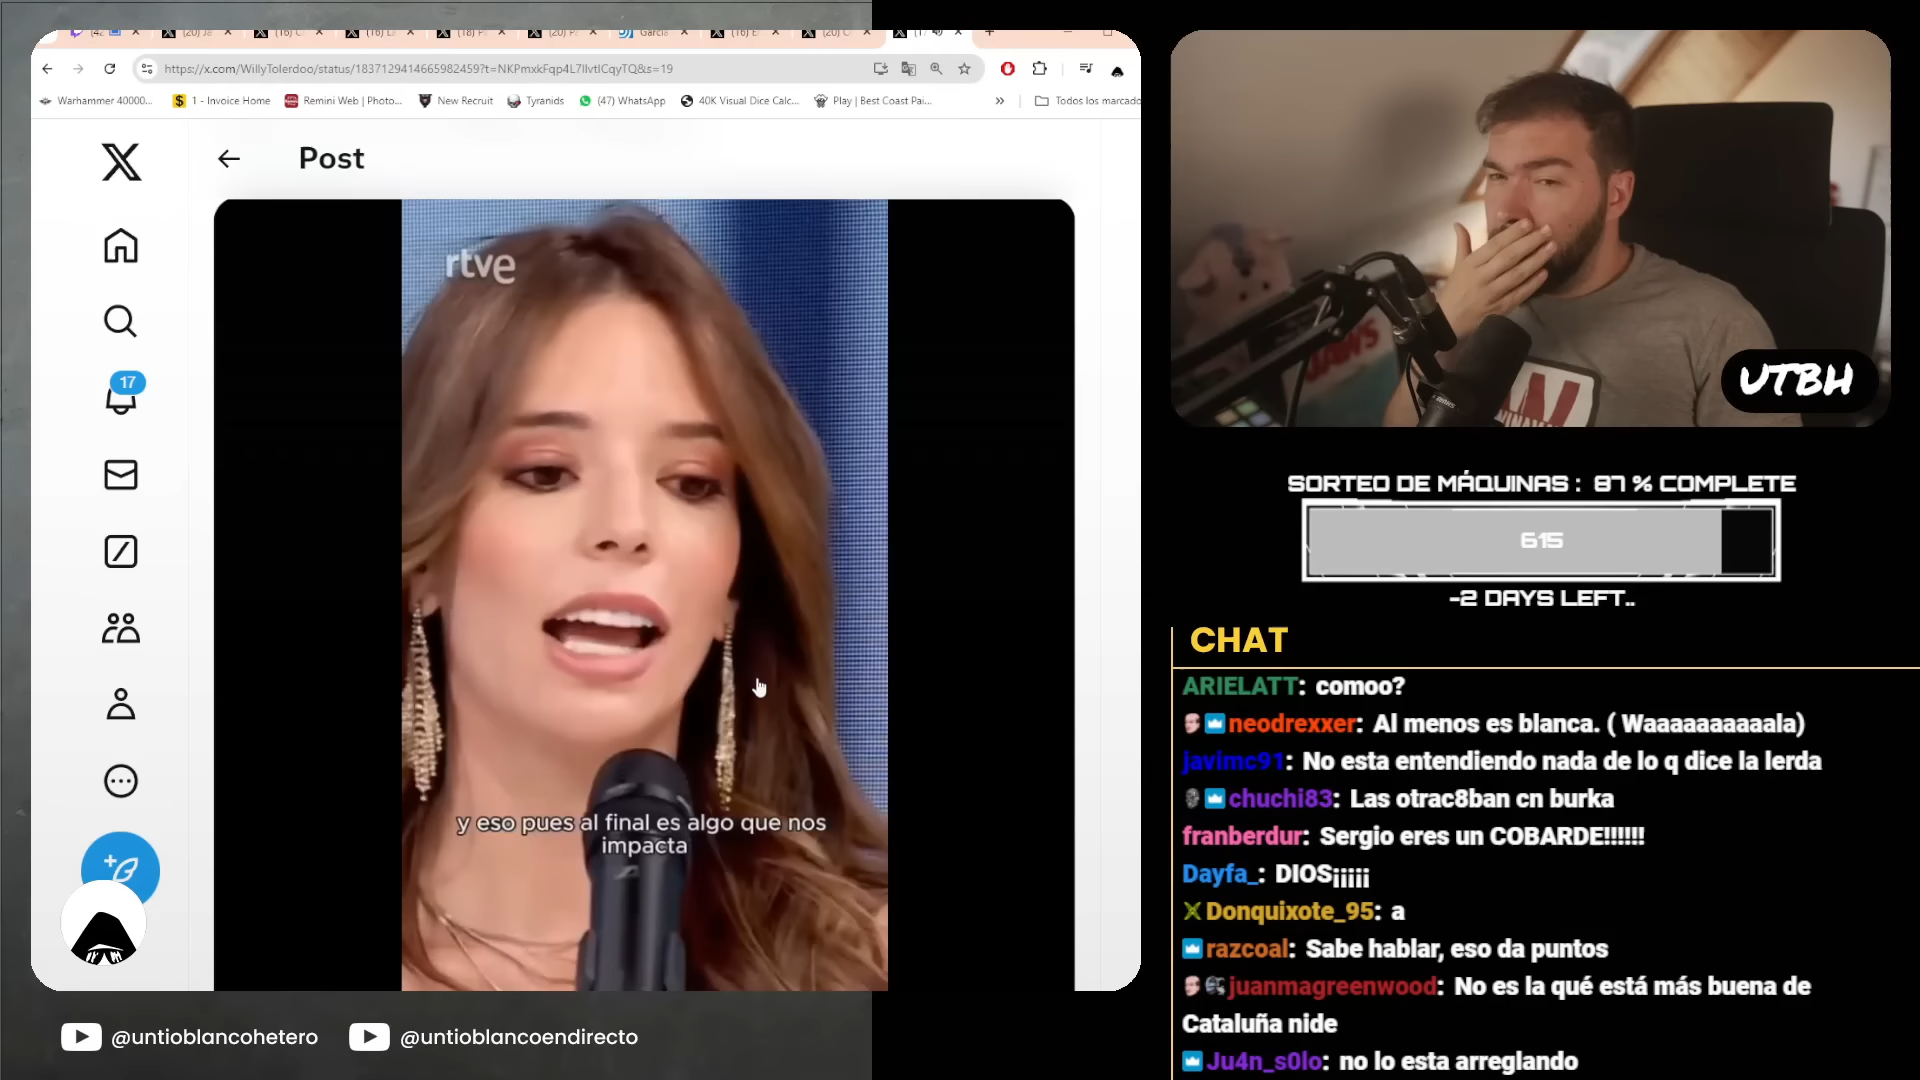 https://x.com/WillyTolerdoo/status/1837129414665982459?t=NKPmxkFqp4L7IIvtICqyTQ&s=19
Warhammer 40000...
1 - Invoice Home
Remini Web | Photo...
New Recruit
Tyranids
(47) WhatsApp
40K Visual Dice Calc...
Play | Best Coast Pai...
Todos los marcado
Post
17
rtve
y eso pues al final es algo que nos
impacta
@untioblancohetero
@untioblancoendirecto
UTBH
SORTEO DE MÁQUINAS : 87 % COMPLETE
615
-2 DAYS LEFT..
CHAT
ARIELATT: comoo?
neodrexxer: Al menos es blanca. ( Waaaaaaaaaala)
javimc91: No esta entendiendo nada de lo q dice la lerda
chuchi83: Las otrac8ban cn burka
franberdur: Sergio eres un COBARDE!!!!!!
Dayfa_: DIOS¡¡¡¡¡
Donquixote_95: a
razcoal: Sabe hablar, eso da puntos
juanmagreenwood: No es la qué está más buena de
Cataluña nide
Ju4n_s0lo: no lo esta arreglando